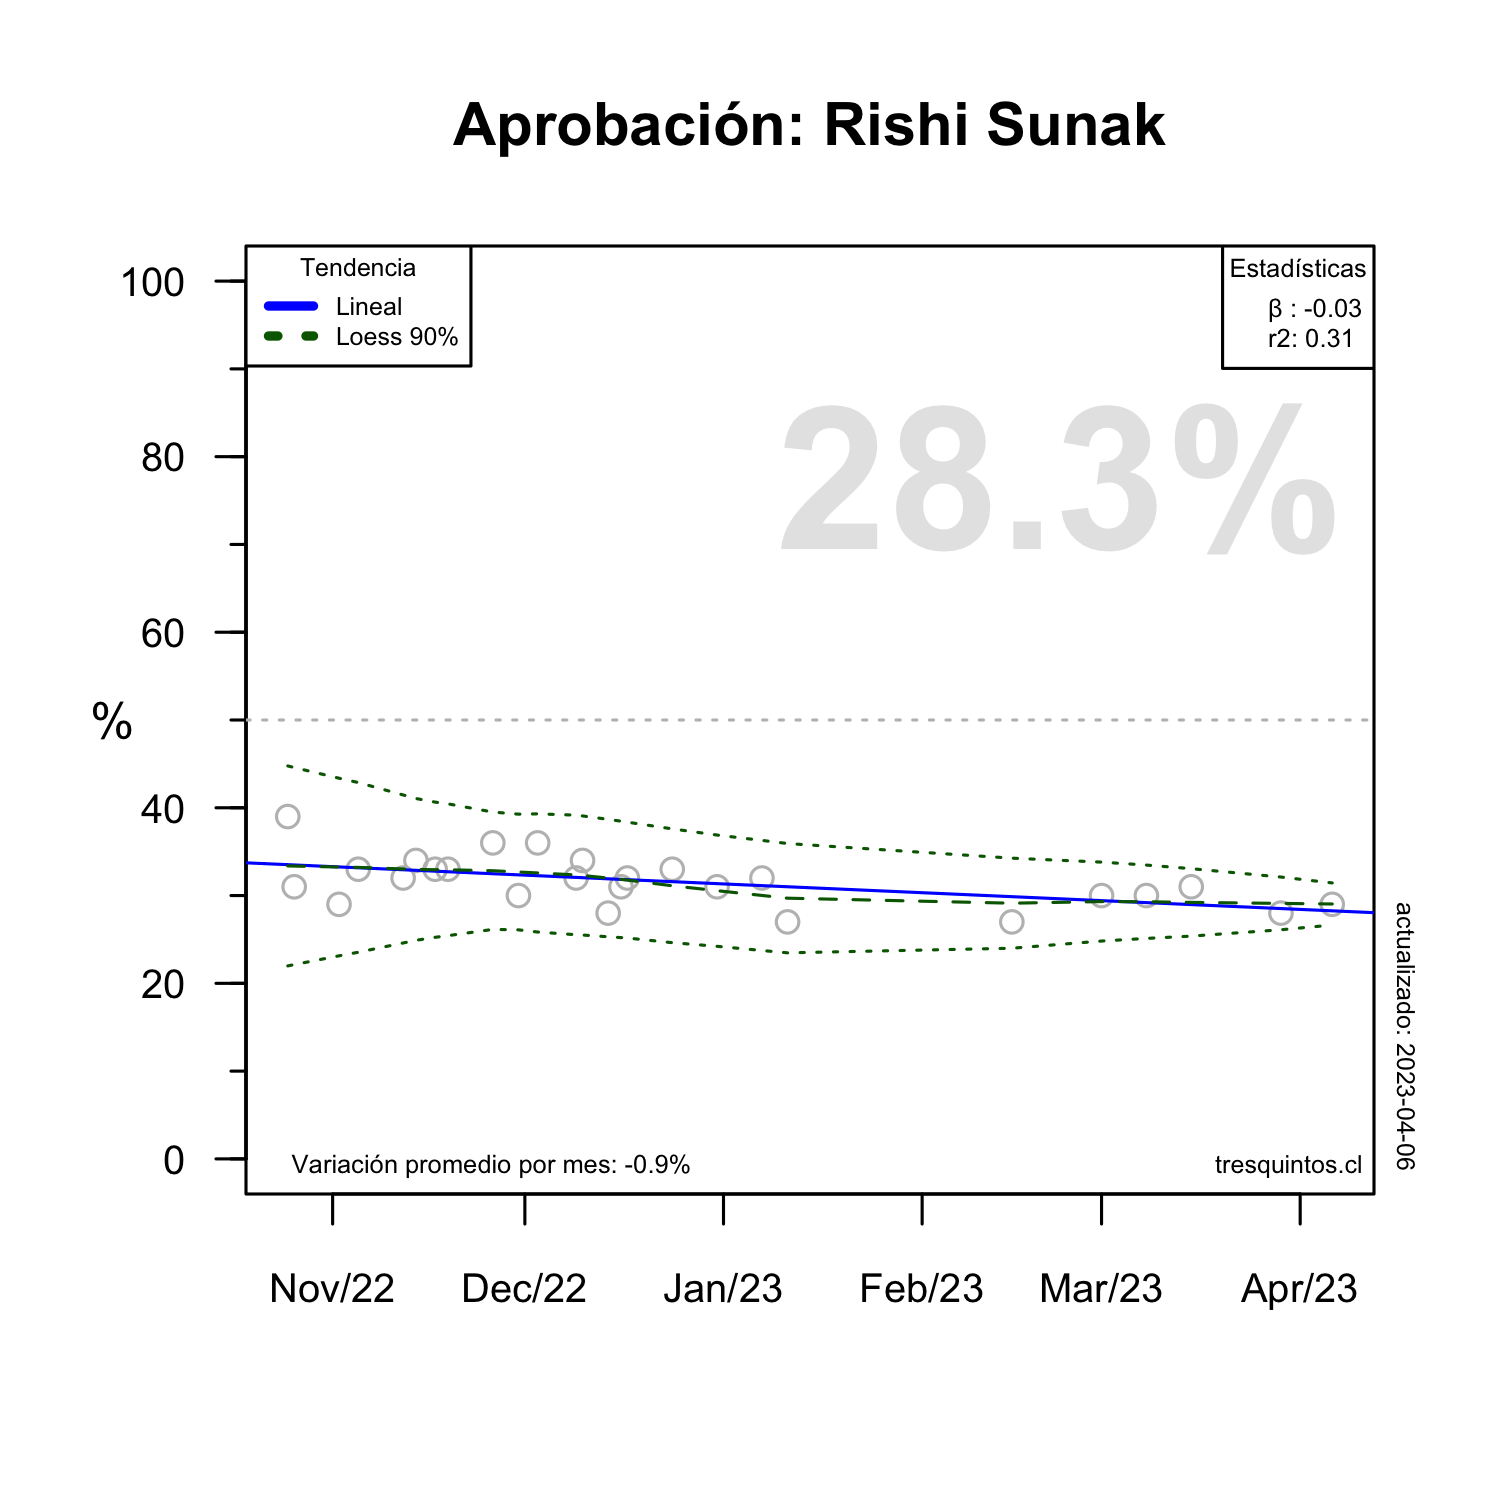 Aprobación: Rishi Sunak
Tendencia
Lineal
Loess 90%
Estadísticas
β : -0.03
r2: 0.31
28.3%
100
80
60
40
20
0
%
Variación promedio por mes: -0.9%
tresquintos.cl
actualizado: 2023-04-06
Nov/22
Dec/22
Jan/23
Feb/23
Mar/23
Apr/23